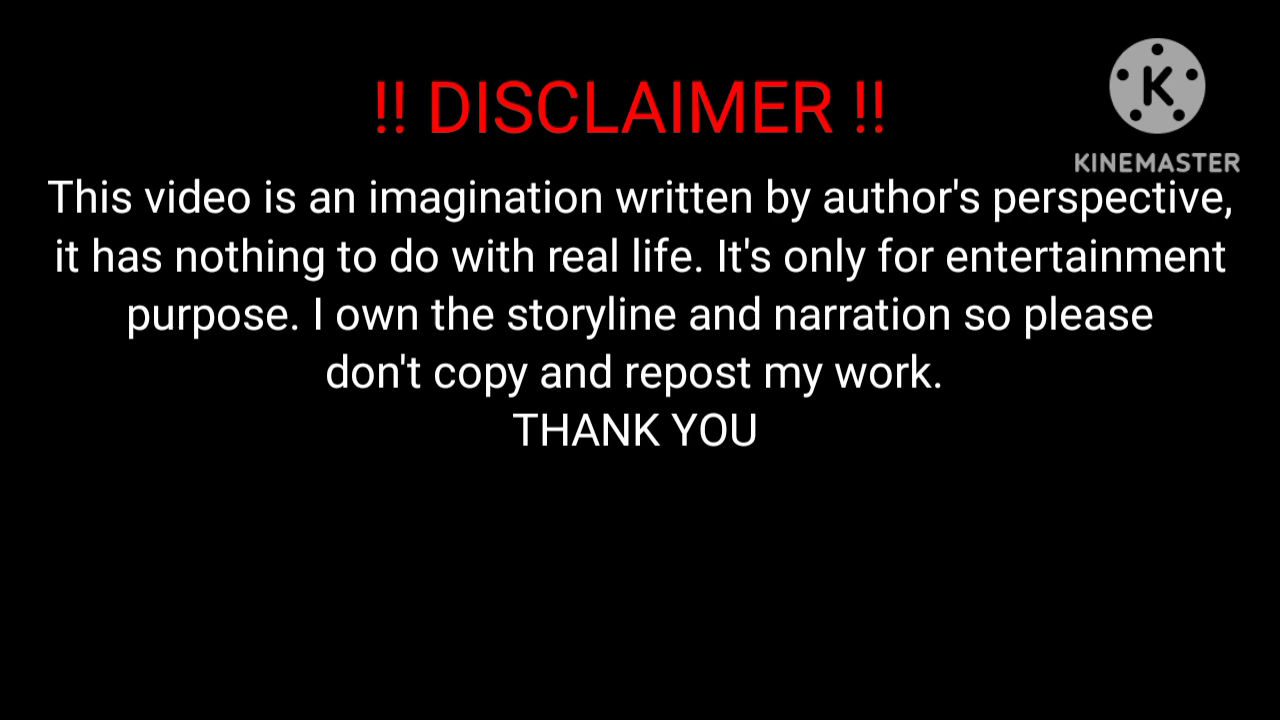 !! DISCLAIMER !!
K
KINEMASTER
This video is an imagination written by author's perspective,
it has nothing to do with real life. It's only for entertainment
purpose. I own the storyline and narration so please
don't copy and repost my work.
THANK YOU